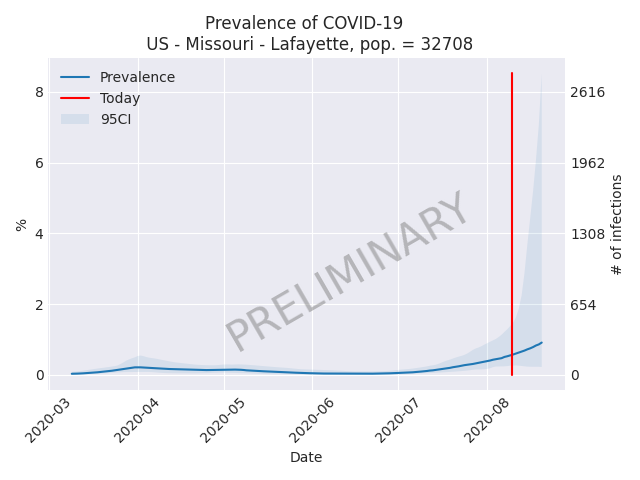 Prevalence of COVID-19
US - Missouri - Lafayette, pop. = 32708
Prevalence
Today
95CI
8
6
4
2
0
%
2616
1962
1308
654
0
# of infections
PRELIMINARY
2020-03
2020-04
2020-05
2020-06
2020-07
2020-08
Date